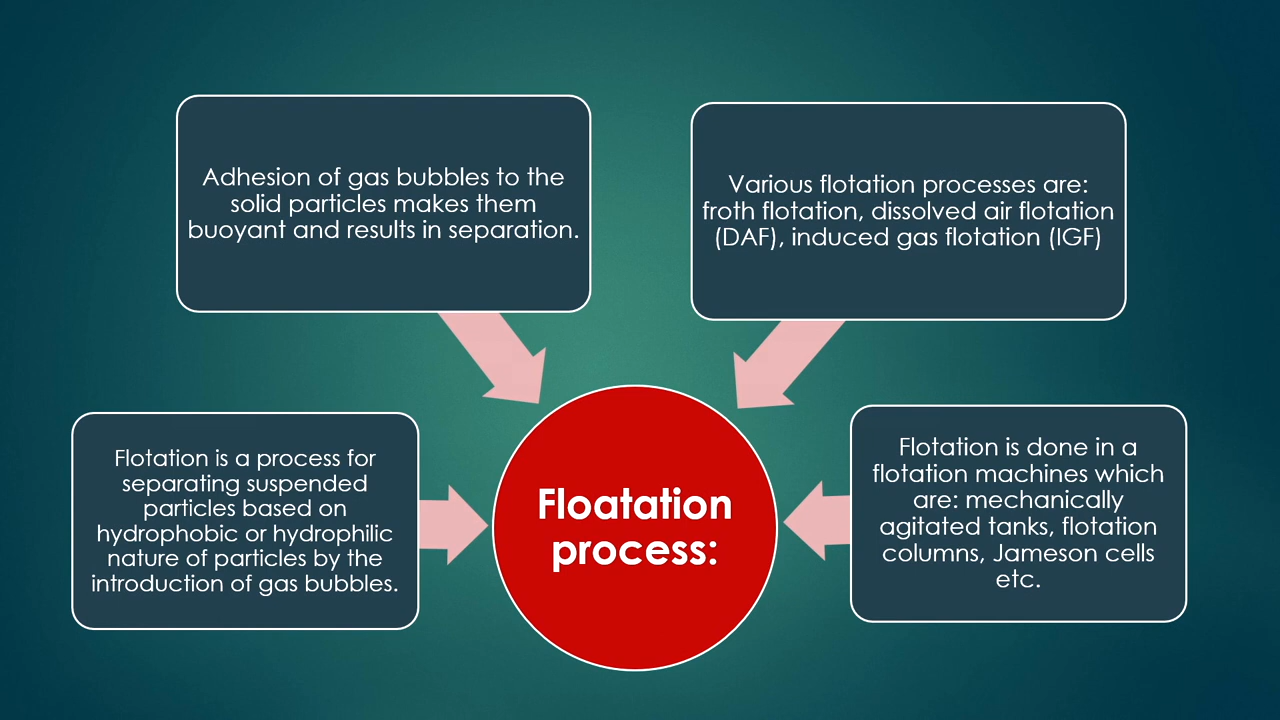 Adhesion of gas bubbles to the
solid particles makes them
buoyant and results in separation.
Various flotation processes are:
froth flotation, dissolved air flotation
(DAF), induced gas flotation (IGF)
Flotation is a process for
separating suspended
particles based on
hydrophobic or hydrophilic
nature of particles by the
introduction of gas bubbles.
Floatation
process:
Flotation is done in a
flotation machines which
are: mechanically
agitated tanks, flotation
columns, Jameson cells
etc.